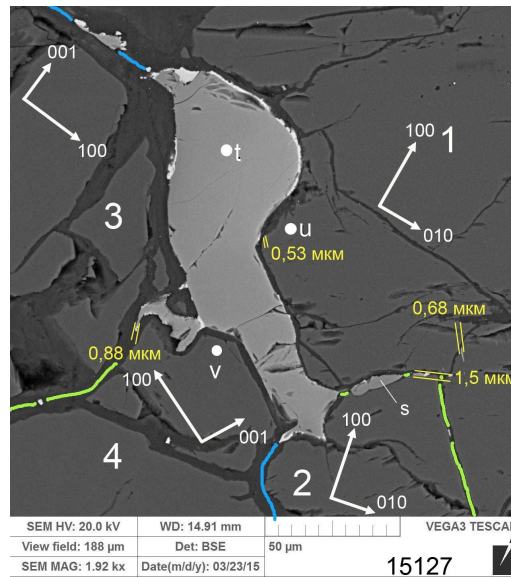 001
100
100
1
010
3
t
u
0,53 мкм
0,68 мкм
0,88 мкм
v
1,5 мкм
100
001
s
100
4
2
010
SEM HV: 20.0 kV
WD: 14.91 mm
VEGA3 TESCAN
View field: 188 µm
Det: BSE
50 µm
SEM MAG: 1.92 kx
Date(m/d/y): 03/23/15
15127